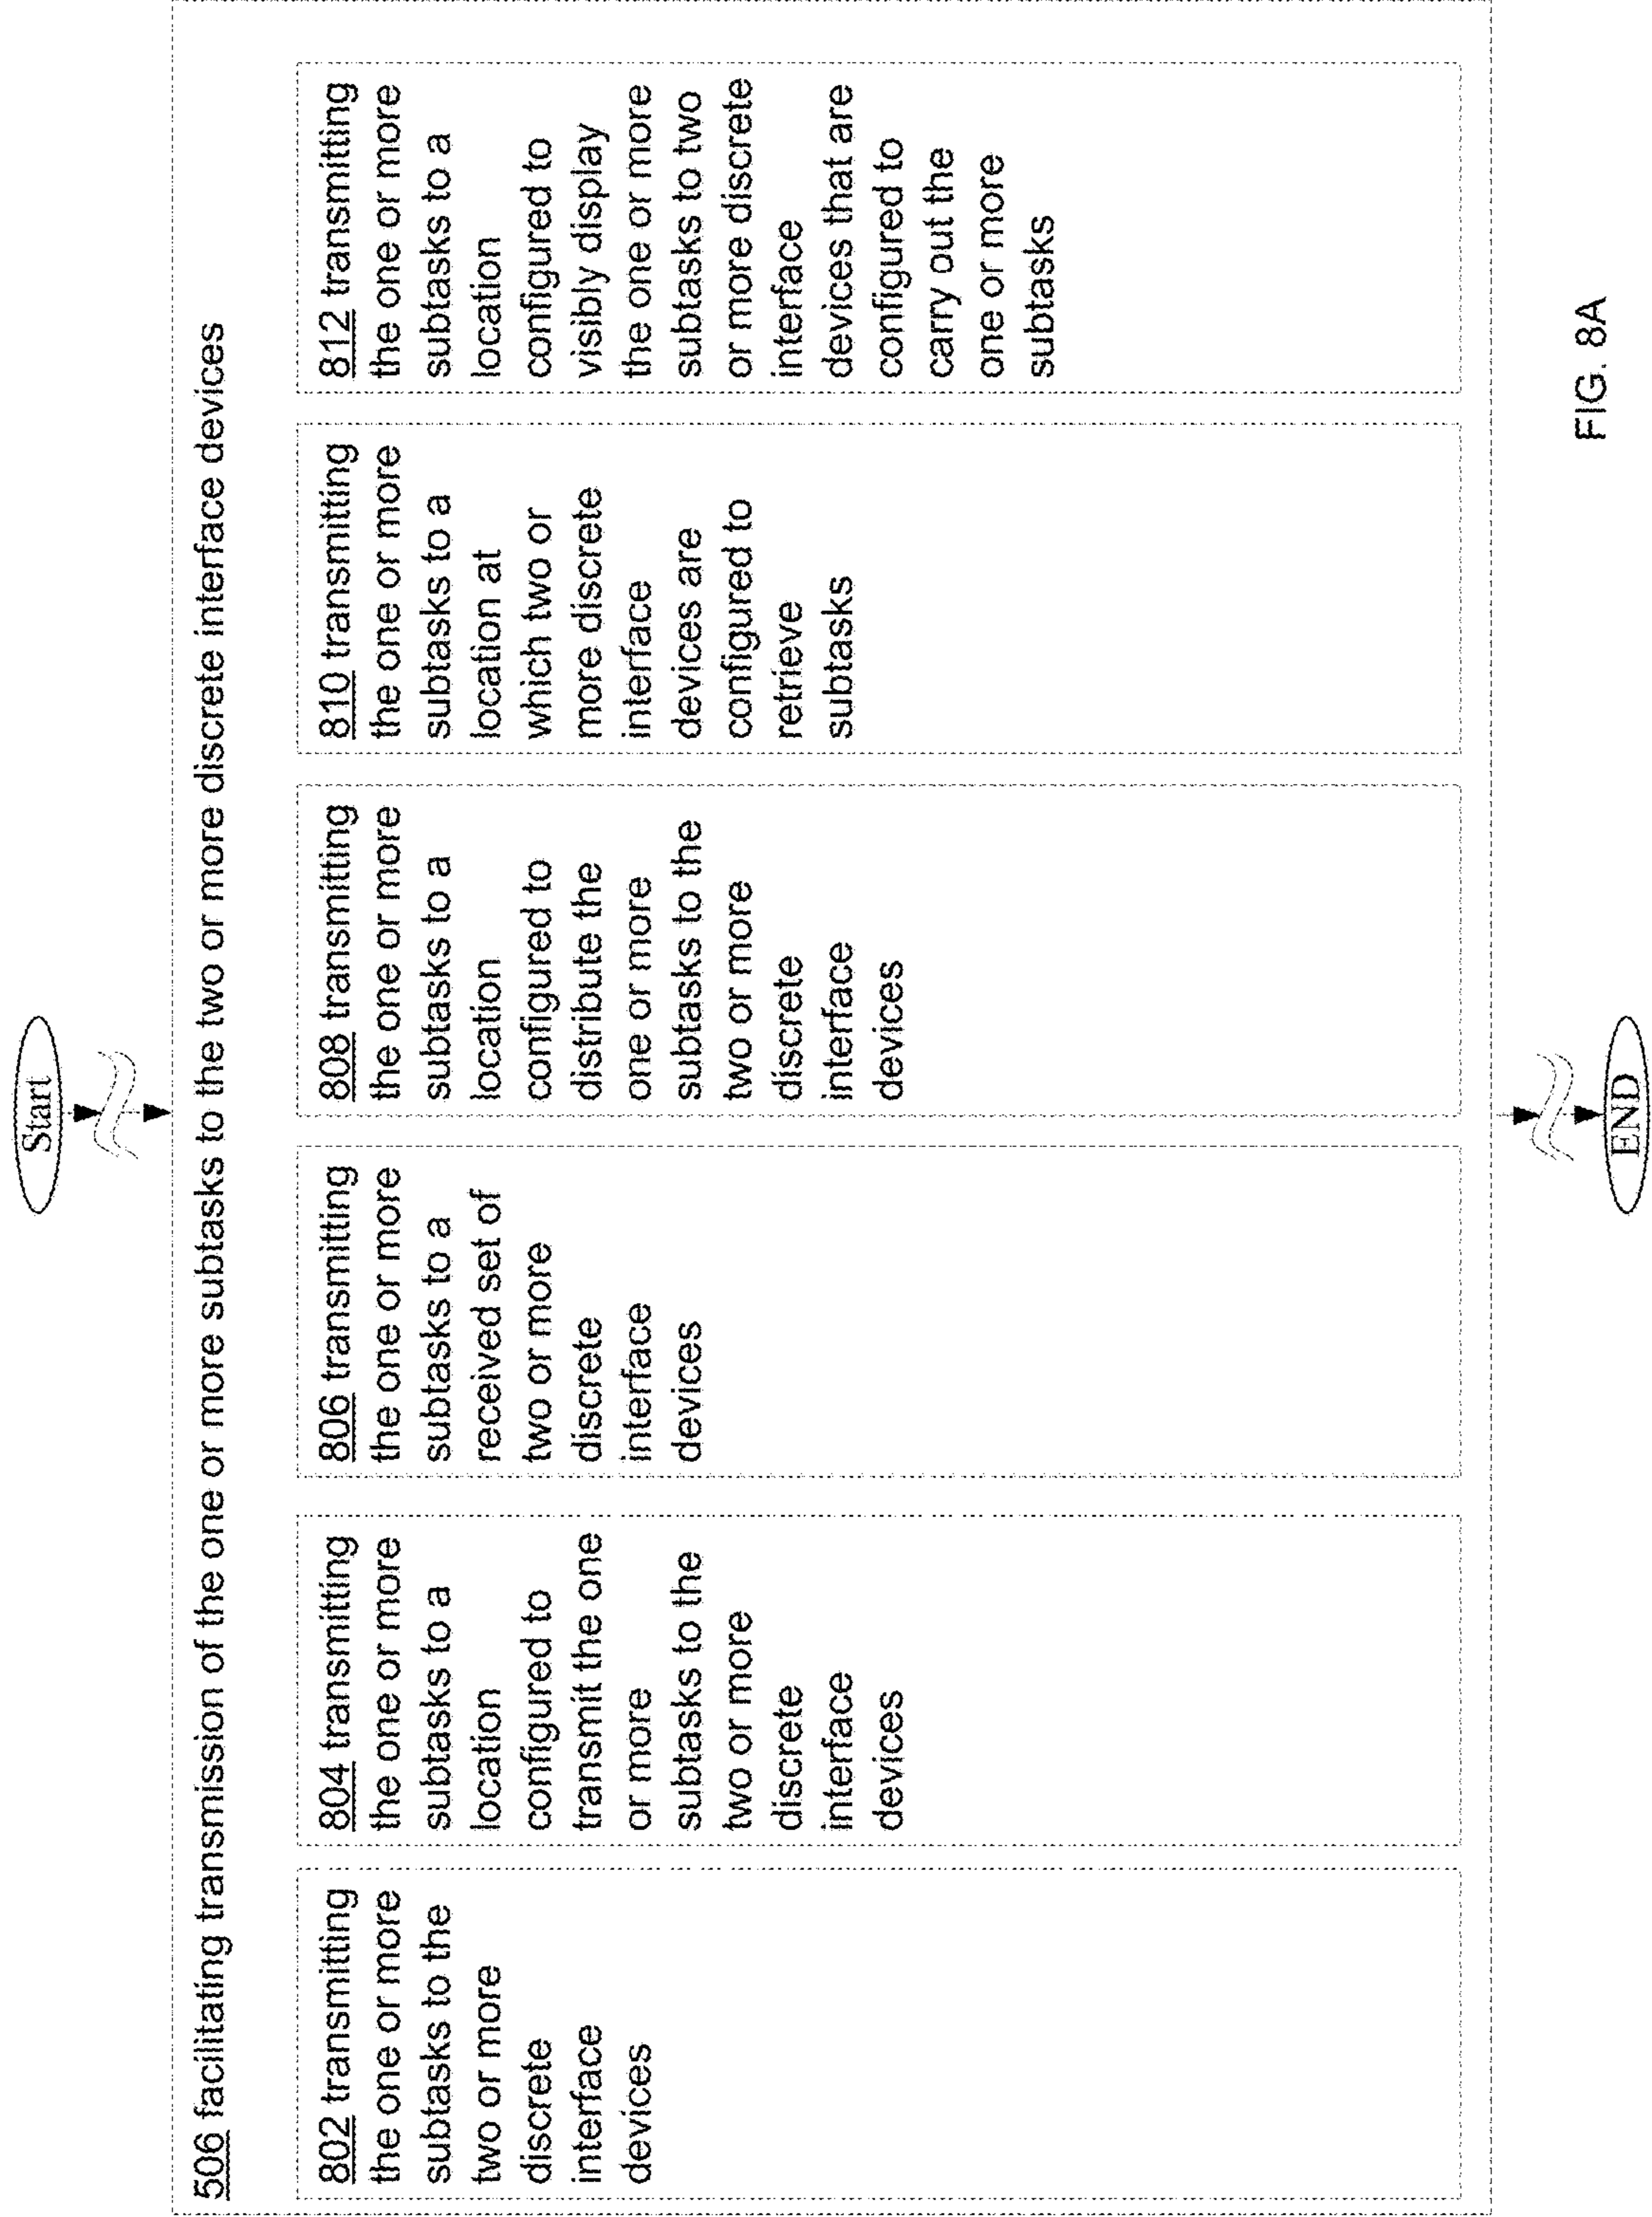 Start
506 facilitating transmission of the one or more subtasks to the two or more discrete interface devices
802 transmitting
the one or more
subtasks to the
two or more
discrete
interface
devices
804 transmitting
the one or more
subtasks to a
location
configured to
transmit the one
or more
subtasks to the
two or more
discrete
interface
devices
806 transmitting
the one or more
subtasks to a
received set of
two or more
discrete
interface
devices
808 transmitting
the one or more
subtasks to a
location
configured to
distribute the
one or more
subtasks to the
two or more
discrete
interface
devices
810 transmitting
the one or more
subtasks to a
location at
which two or
more discrete
interface
devices are
configured to
retrieve
subtasks
812 transmitting
the one or more
subtasks to a
location
configured to
visibly display
the one or more
subtasks to two
or more discrete
interface
devices that are
configured to
carry out the
one or more
subtasks
END
FIG. 8A